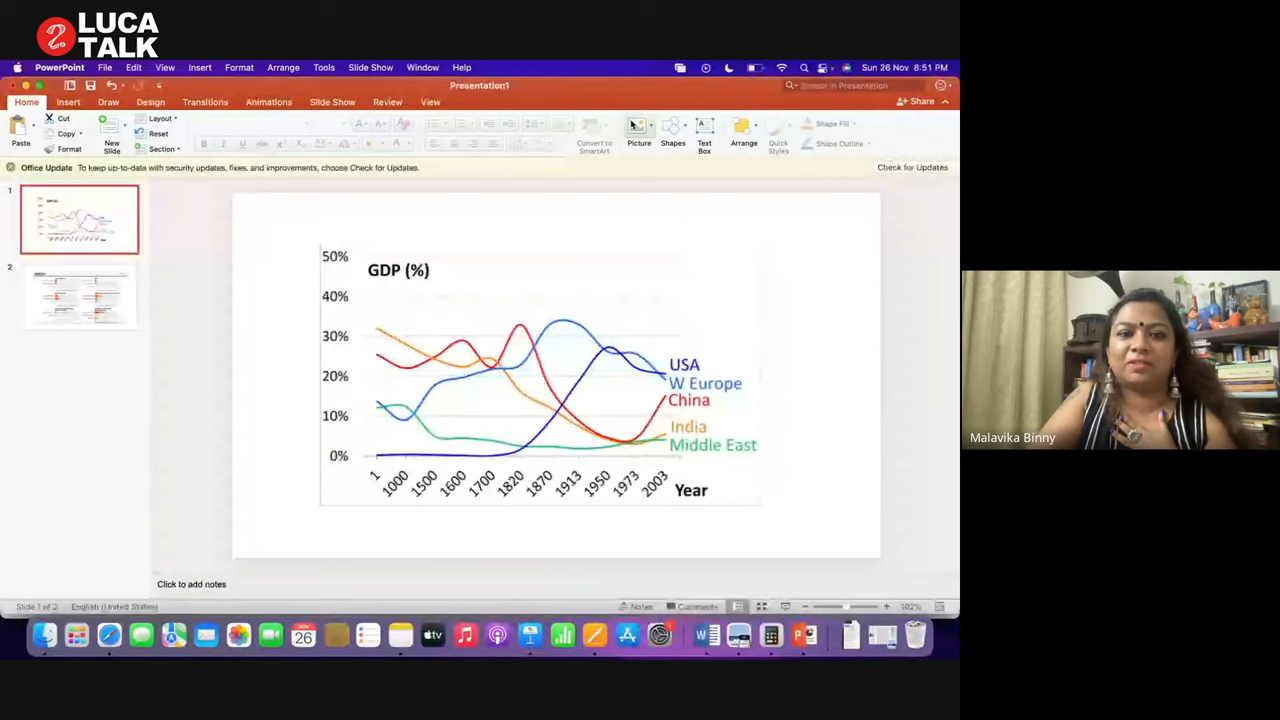 LUCA
TALK
PowerPoint File Edit View Insert Format Arrange Tools Slide Show Window Help Sun 26 Nov 8:51 PM
Presentation1
Search in Presentation
Home Insert Draw Design Transitions Animations Slide Show Review View Share
Paste
Cut
Copy
Format
New
Slide
Layout
Reset
Section
Convert to
SmartArt
Picture
Shapes
Text
Box
Arrange
Quick
Styles
Shape Fill
Shape Outline
Office Update To keep up-to-date with security updates, fixes, and improvements, choose Check for Updates. Check for Updates
1
2
GDP (%)
50%
40%
30%
20%
10%
0%
USA
W Europe
China
India
Middle East
1 1000 1500 1600 1700 1820 1870 1913 1950 1973 2003 Year
Click to add notes
Slide 1 of 2 English (United States) Notes Comments 102%
NOV
26
tv
Malavika Binny